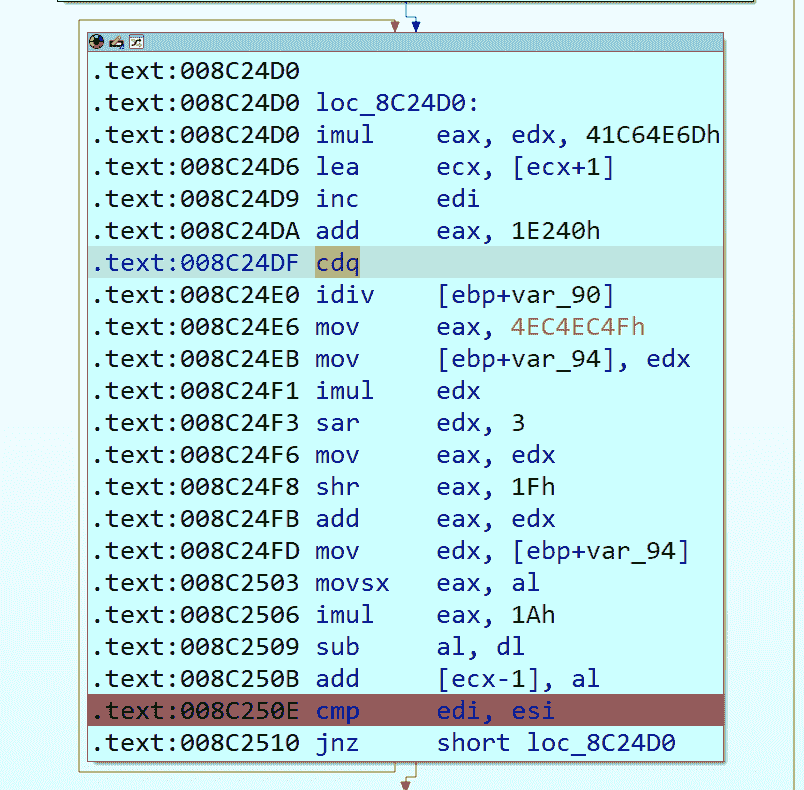 .text:008C24D0
.text:008C24D0 loc_8C24D0:
.text:008C24D0 imul eax, edx, 41C64E6Dh
.text:008C24D6 lea ecx, [ecx+1]
.text:008C24D9 inc edi
.text:008C24DA add eax, 1E240h
.text:008C24DF cdq
.text:008C24E0 idiv [ebp+var_90]
.text:008C24E6 mov eax, 4EC4EC4Fh
.text:008C24EB mov [ebp+var_94], edx
.text:008C24F1 imul edx
.text:008C24F3 sar edx, 3
.text:008C24F6 mov eax, edx
.text:008C24F8 shr eax, 1Fh
.text:008C24FB add eax, edx
.text:008C24FD mov edx, [ebp+var_94]
.text:008C2503 movsx eax, al
.text:008C2506 imul eax, 1Ah
.text:008C2509 sub al, dl
.text:008C250B add [ecx-1], al
.text:008C250E cmp edi, esi
.text:008C2510 jnz short loc_8C24D0